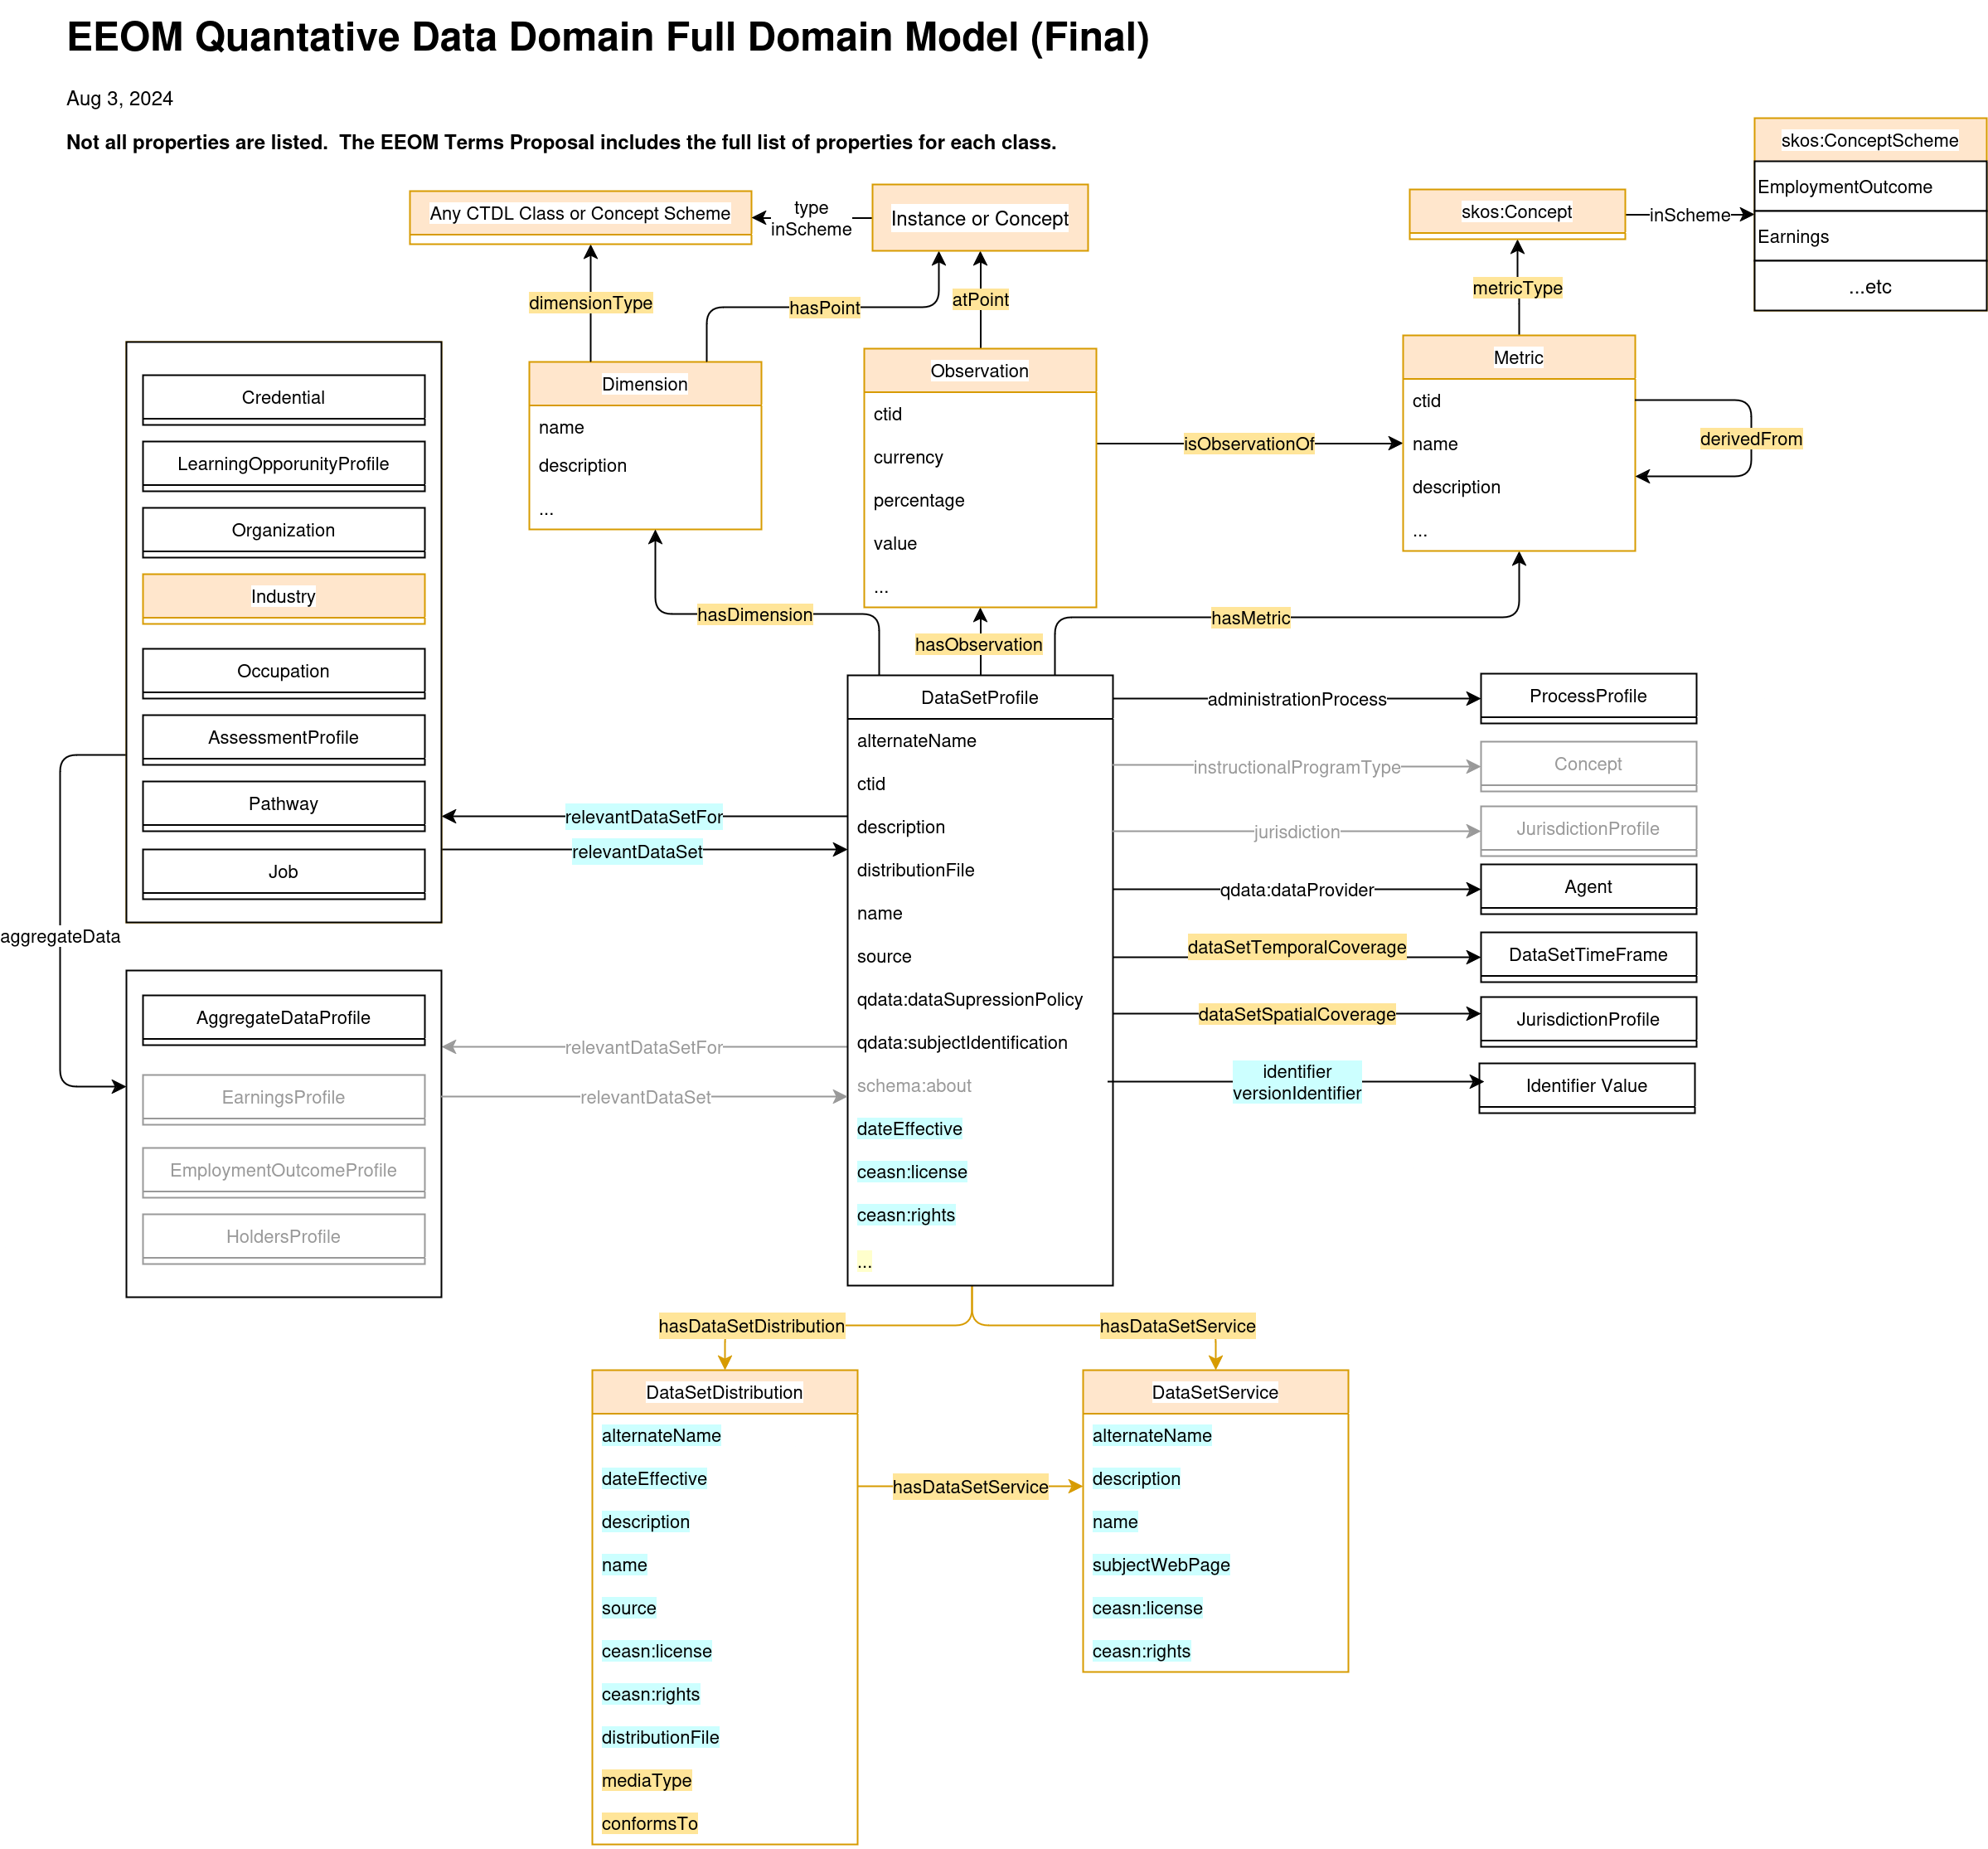 EEOM Quantative Data Domain Full Domain Model (Final)
Aug 3, 2024
Not all properties are listed.  The EEOM Terms Proposal includes the full list of properties for each class.
skos:ConceptScheme
EmploymentOutcome
Earnings
...etc
Any CTDL Class or Concept Scheme
type
inScheme
Instance or Concept
skos:Concept
inScheme
dimensionType
hasPoint
atPoint
metricType
Credential
LearningOpporunityProfile
Organization
Industry
Occupation
AssessmentProfile
Pathway
Job
Dimension
name
description
...
Observation
ctid
currency
percentage
value
...
isObservationOf
Metric
ctid
name
description
...
derivedFrom
hasDimension
hasObservation
hasMetric
aggregateData
relevantDataSetFor
relevantDataSet
AggregateDataProfile
EarningsProfile
EmploymentOutcomeProfile
HoldersProfile
relevantDataSetFor
relevantDataSet
DataSetProfile
alternateName
ctid
description
distributionFile
name
source
qdata:dataSupressionPolicy
qdata:subjectIdentification
schema:about
dateEffective
ceasn:license
ceasn:rights
...
administrationProcess
ProcessProfile
instructionalProgramType
Concept
jurisdiction
JurisdictionProfile
qdata:dataProvider
Agent
dataSetTemporalCoverage
DataSetTimeFrame
dataSetSpatialCoverage
JurisdictionProfile
identifier
versionIdentifier
Identifier Value
hasDataSetDistribution
hasDataSetService
DataSetDistribution
alternateName
dateEffective
description
name
source
ceasn:license
ceasn:rights
distributionFile
mediaType
conformsTo
hasDataSetService
DataSetService
alternateName
description
name
subjectWebPage
ceasn:license
ceasn:rights